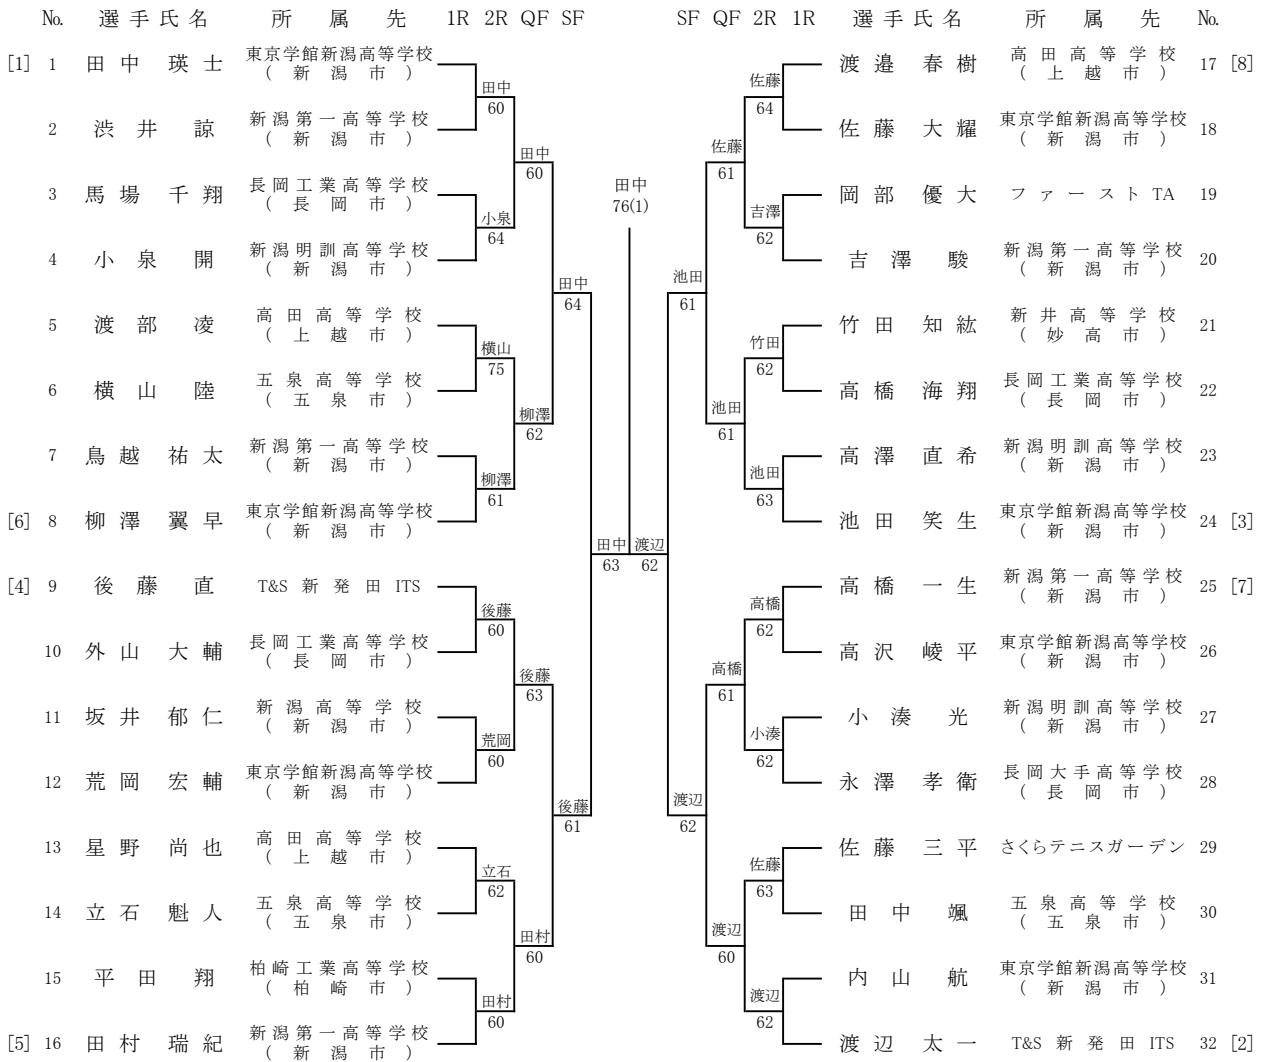 No. 選手氏名 所属先 1R 2R QF SF SF QF 2R 1R 選手氏名 所属先 No.
[1] 1 田中 瑛士 東京学館新潟高等学校 (新潟市)
2 渋井 諒 新潟第一高等学校 (新潟市)
3 馬場 千翔 長岡工業高等学校 (長岡市)
4 小泉 開 新潟明訓高等学校 (新潟市)
5 渡部 凌 高田高等学校 (上越市)
6 横山 陸 五泉高等学校 (五泉市)
7 鳥越 祐太 新潟第一高等学校 (新潟市)
[6] 8 柳澤 翼早 東京学館新潟高等学校 (新潟市)
[4] 9 後藤 直 T&S 新発田 ITS
10 外山 大輔 長岡工業高等学校 (長岡市)
11 坂井 郁仁 新潟高等学校 (新潟市)
12 荒岡 宏輔 東京学館新潟高等学校 (新潟市)
13 星野 尚也 高田高等学校 (上越市)
14 立石 魁人 五泉高等学校 (五泉市)
15 平田 翔 柏崎工業高等学校 (柏崎市)
[5] 16 田村 瑞紀 新潟第一高等学校 (新潟市)
田中
60
小泉
64
横山
75
柳澤
61
後藤
60
荒岡
60
立石
62
田村
60
田中
60
柳澤
62
後藤
63
田村
60
田中
64
後藤
61
田中
63
田中
76(1)
渡辺
62
池田
61
渡辺
62
佐藤
61
池田
61
高橋
61
渡辺
60
佐藤
64
吉澤
62
竹田
62
池田
63
高橋
62
小湊
62
佐藤
63
渡辺
62
渡邉 春樹 高田高等学校 (上越市) 17 [8]
佐藤 大耀 東京学館新潟高等学校 (新潟市) 18
岡部 優大 ファースト TA 19
吉澤 駿 新潟第一高等学校 (新潟市) 20
竹田 知紘 新井高等学校 (妙高市) 21
高橋 海翔 長岡工業高等学校 (長岡市) 22
高澤 直希 新潟明訓高等学校 (新潟市) 23
池田 笑生 東京学館新潟高等学校 (新潟市) 24 [3]
高橋 一生 新潟第一高等学校 (新潟市) 25 [7]
高沢 崚平 東京学館新潟高等学校 (新潟市) 26
小湊 光 新潟明訓高等学校 (新潟市) 27
永澤 孝衛 長岡大手高等学校 (長岡市) 28
佐藤 三平 さくらテニスガーデン 29
田中 颯 五泉高等学校 (五泉市) 30
内山 航 東京学館新潟高等学校 (新潟市) 31
渡辺 太一 T&S 新発田 ITS 32 [2]